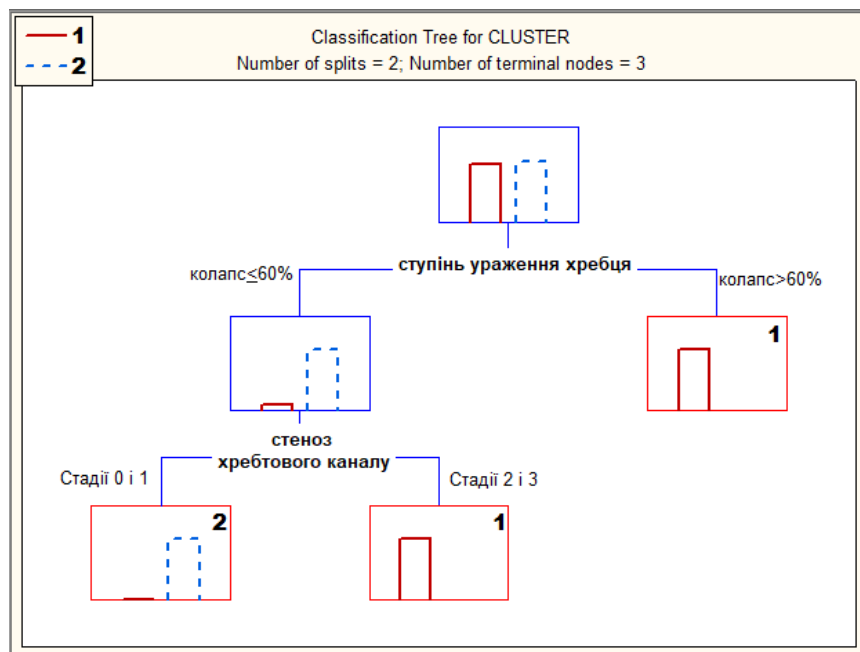 1
2
Classification Tree for CLUSTER
Number of splits = 2; Number of terminal nodes = 3
ступінь ураження хребця
колапс≤60%
колапс>60%
1
стеноз
хребтового каналу
Стадії 0 і 1
Стадії 2 і 3
2
1